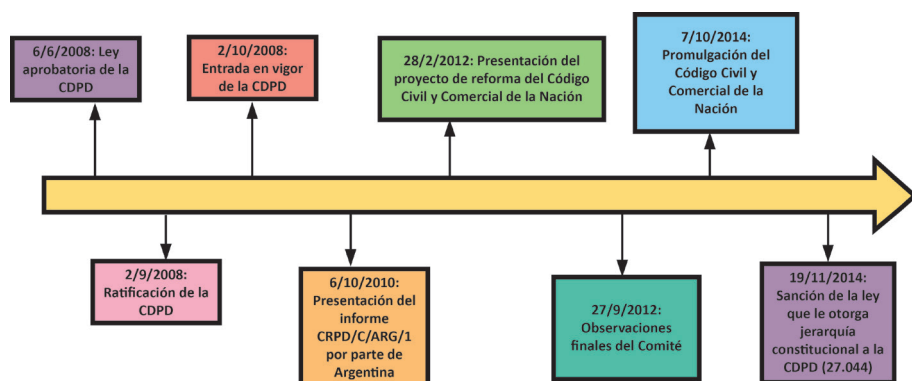 6/6/2008: Ley
aprobatoria de la
CDPD
2/10/2008:
Entrada en vigor
de la CDPD
28/2/2012: Presentación del
proyecto de reforma del Código
Civil y Comercial de la Nación
7/10/2014:
Promulgación del
Código Civil y
Comercial de la
Nación
2/9/2008:
Ratificación de la
CDPD
6/10/2010:
Presentación del
informe
CRPD/C/ARG/1
por parte de
Argentina
27/9/2012:
Observaciones
finales del Comité
19/11/2014:
Sanción de la ley
que le otorga
jerarquía
constitucional a la
CDPD (27.044)